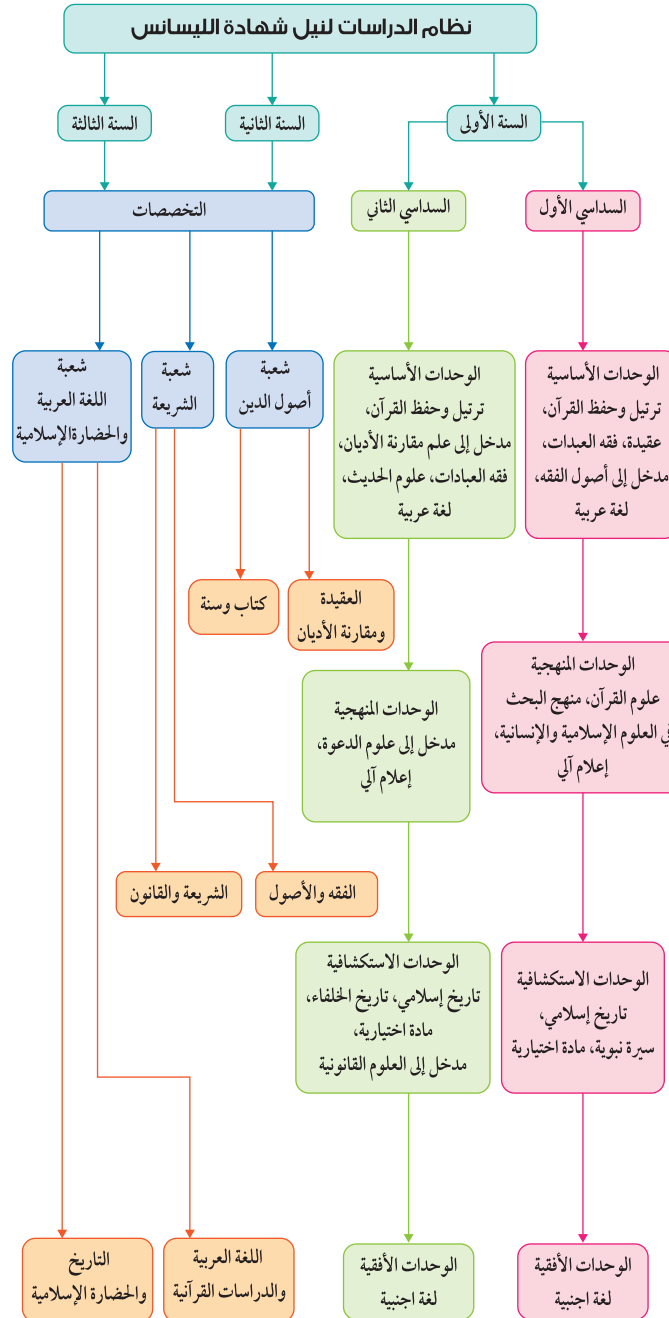 نظام الدراسات لنيل شهادة الليسانس
السنة الأولى
السنة الثانية
السنة الثالثة
السداسي الأول
السداسي الثاني
التخصصات
الوحدات الأساسية
ترتيل وحفظ القرآن،
عقيدة، فقه العبدات،
مدخل إلى أصول الفقه،
لغة عربية
الوحدات الأساسية
ترتيل وحفظ القرآن،
مدخل إلى علم مقارنة الأديان،
فقه العبادات، علوم الحديث،
لغة عربية
شعبة
أصول الدين
شعبة
الشريعة
شعبة
اللغة العربية
والحضارةالإسلامية
العقيدة
ومقارنة الأديان
كتاب وسنة
الوحدات المنهجية
علوم القرآن، منهج البحث
في العلوم الإسلامية والإنسانية،
إعلام آلي
الوحدات المنهجية
مدخل إلى علوم الدعوة،
إعلام آلي
الفقه والأصول
الشريعة والقانون
الوحدات الاستكشافية
تاريخ إسلامي،
سيرة نبوية، مادة اختيارية
الوحدات الاستكشافية
تاريخ إسلامي، تاريخ الخلفاء،
مادة اختيارية،
مدخل إلى العلوم القانونية
الوحدات الأفقية
لغة اجنبية
الوحدات الأفقية
لغة اجنبية
اللغة العربية
والدراسات القرآنية
التاريخ
والحضارة الإسلامية